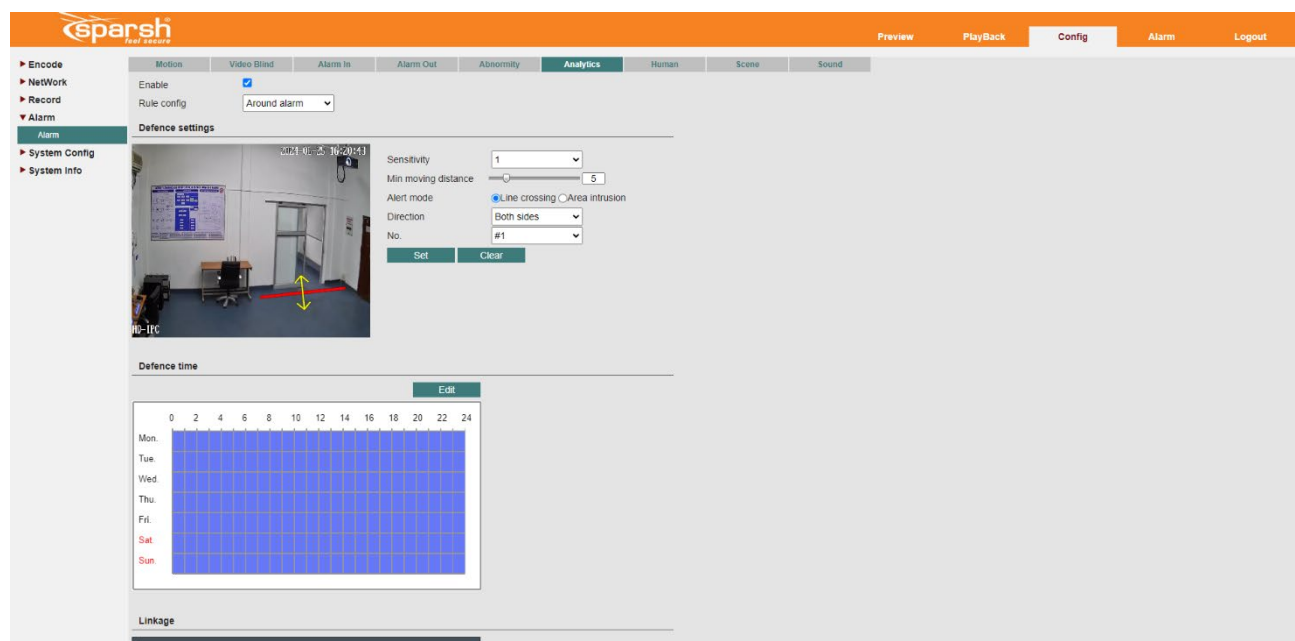 sparsh
feel secure
Preview PlayBack Config Alarm Logout
Encode
NetWork
Record
Alarm
Alarm
System Config
System Info
Motion Video Blind Alarm In Alarm Out Abnormity Analytics Human Scene Sound
Enable
Rule config Around alarm
Defence settings
HD-IPC
Sensitivity 1
Min moving distance 5
Alert mode Line crossing Area intrusion
Direction Both sides
No. #1
Set Clear
Defence time
Edit
0 2 4 6 8 10 12 14 16 18 20 22 24
Mon.
Tue.
Wed.
Thu.
Fri.
Sat.
Sun.
Linkage